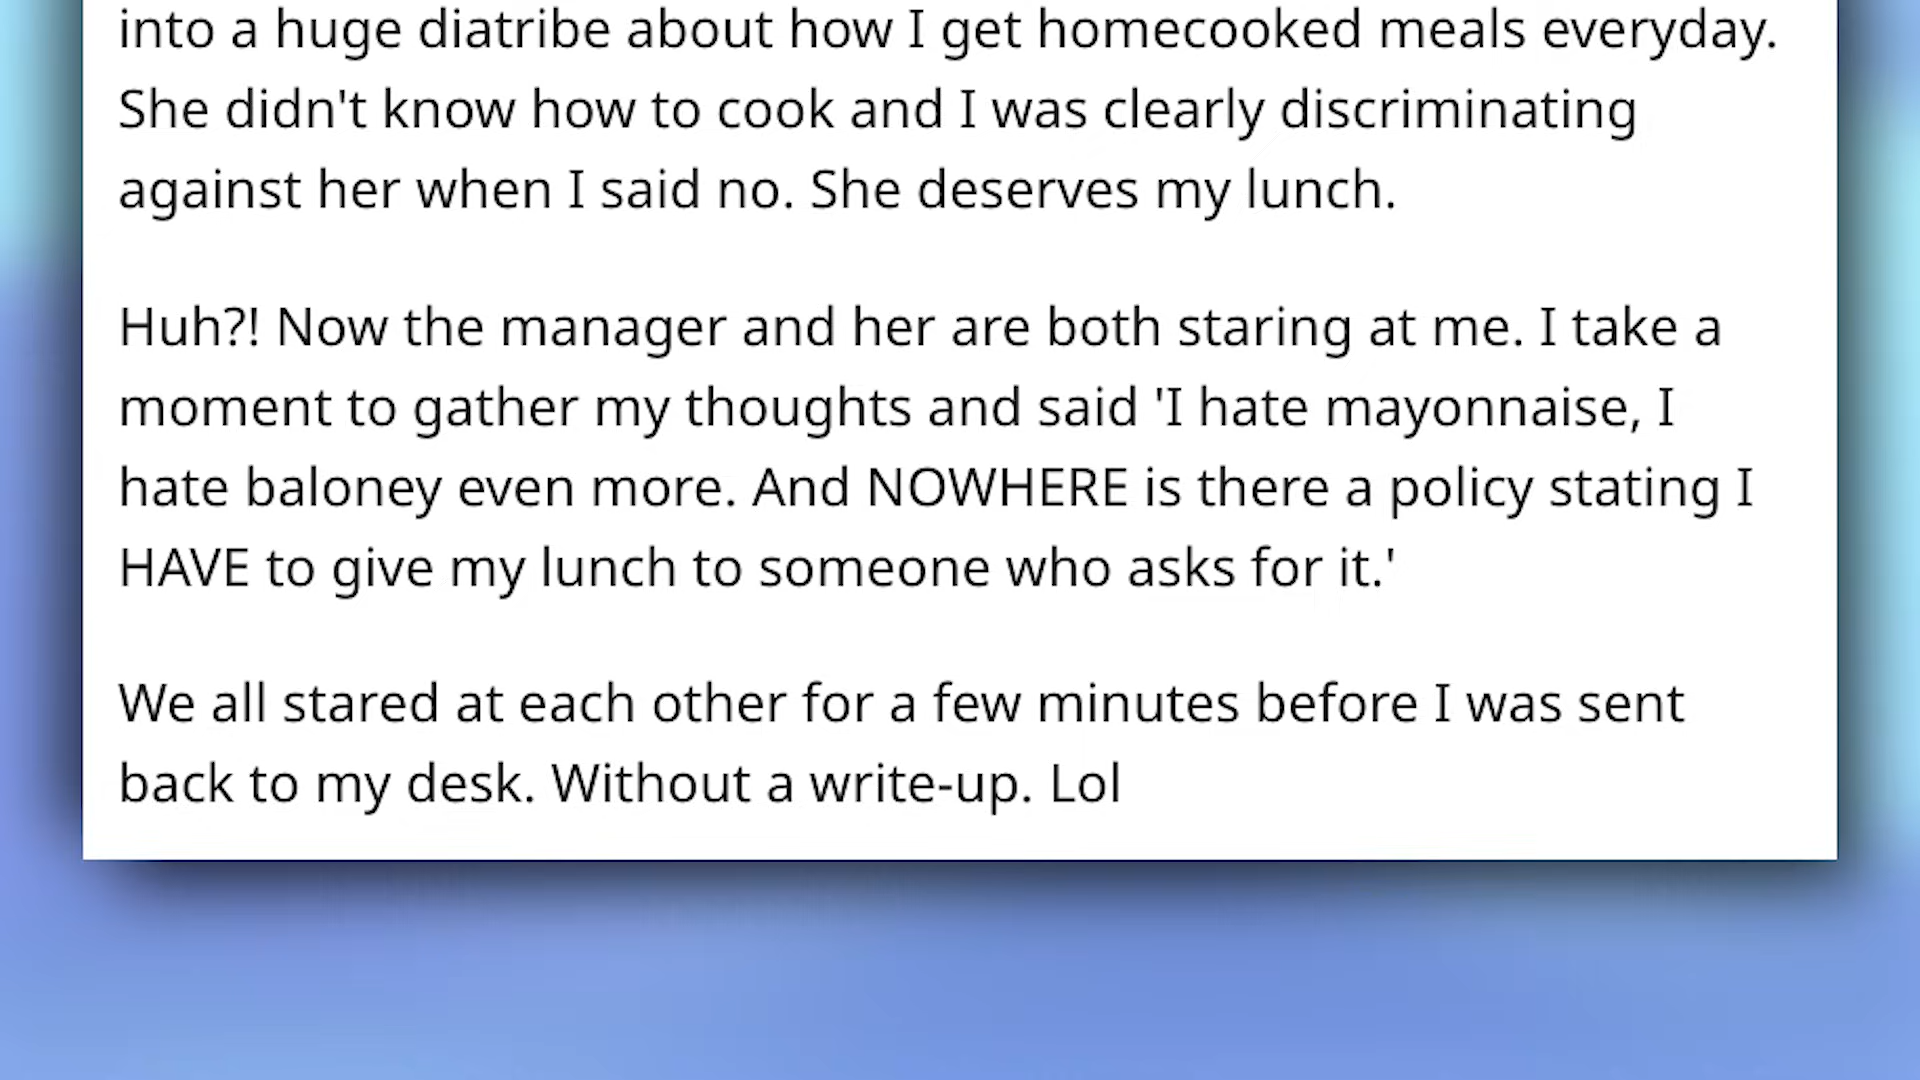 into a huge diatribe about how I get homecooked meals everyday.
She didn't know how to cook and I was clearly discriminating
against her when I said no. She deserves my lunch.
Huh?! Now the manager and her are both staring at me. I take a
moment to gather my thoughts and said 'I hate mayonnaise, I
hate baloney even more. And NOWHERE is there a policy stating I
HAVE to give my lunch to someone who asks for it.'
We all stared at each other for a few minutes before I was sent
back to my desk. Without a write-up. Lol